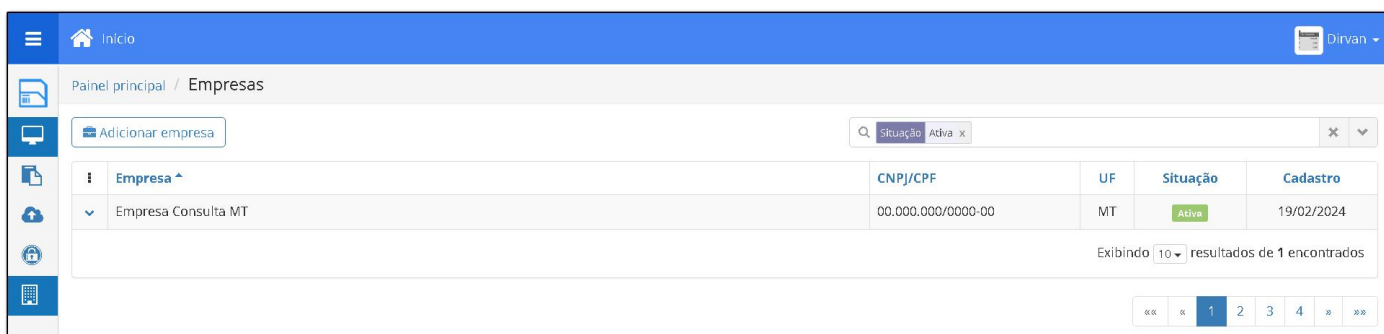 Início
Dirvan
Painel principal / Empresas
Adicionar empresa
Situação Ativa x
Empresa CNPJ/CPF UF Situação Cadastro
Empresa Consulta MT 00.000.000/0000-00 MT Ativa 19/02/2024
Exibindo 10 resultados de 1 encontrados
«« « 1 2 3 4 » »»